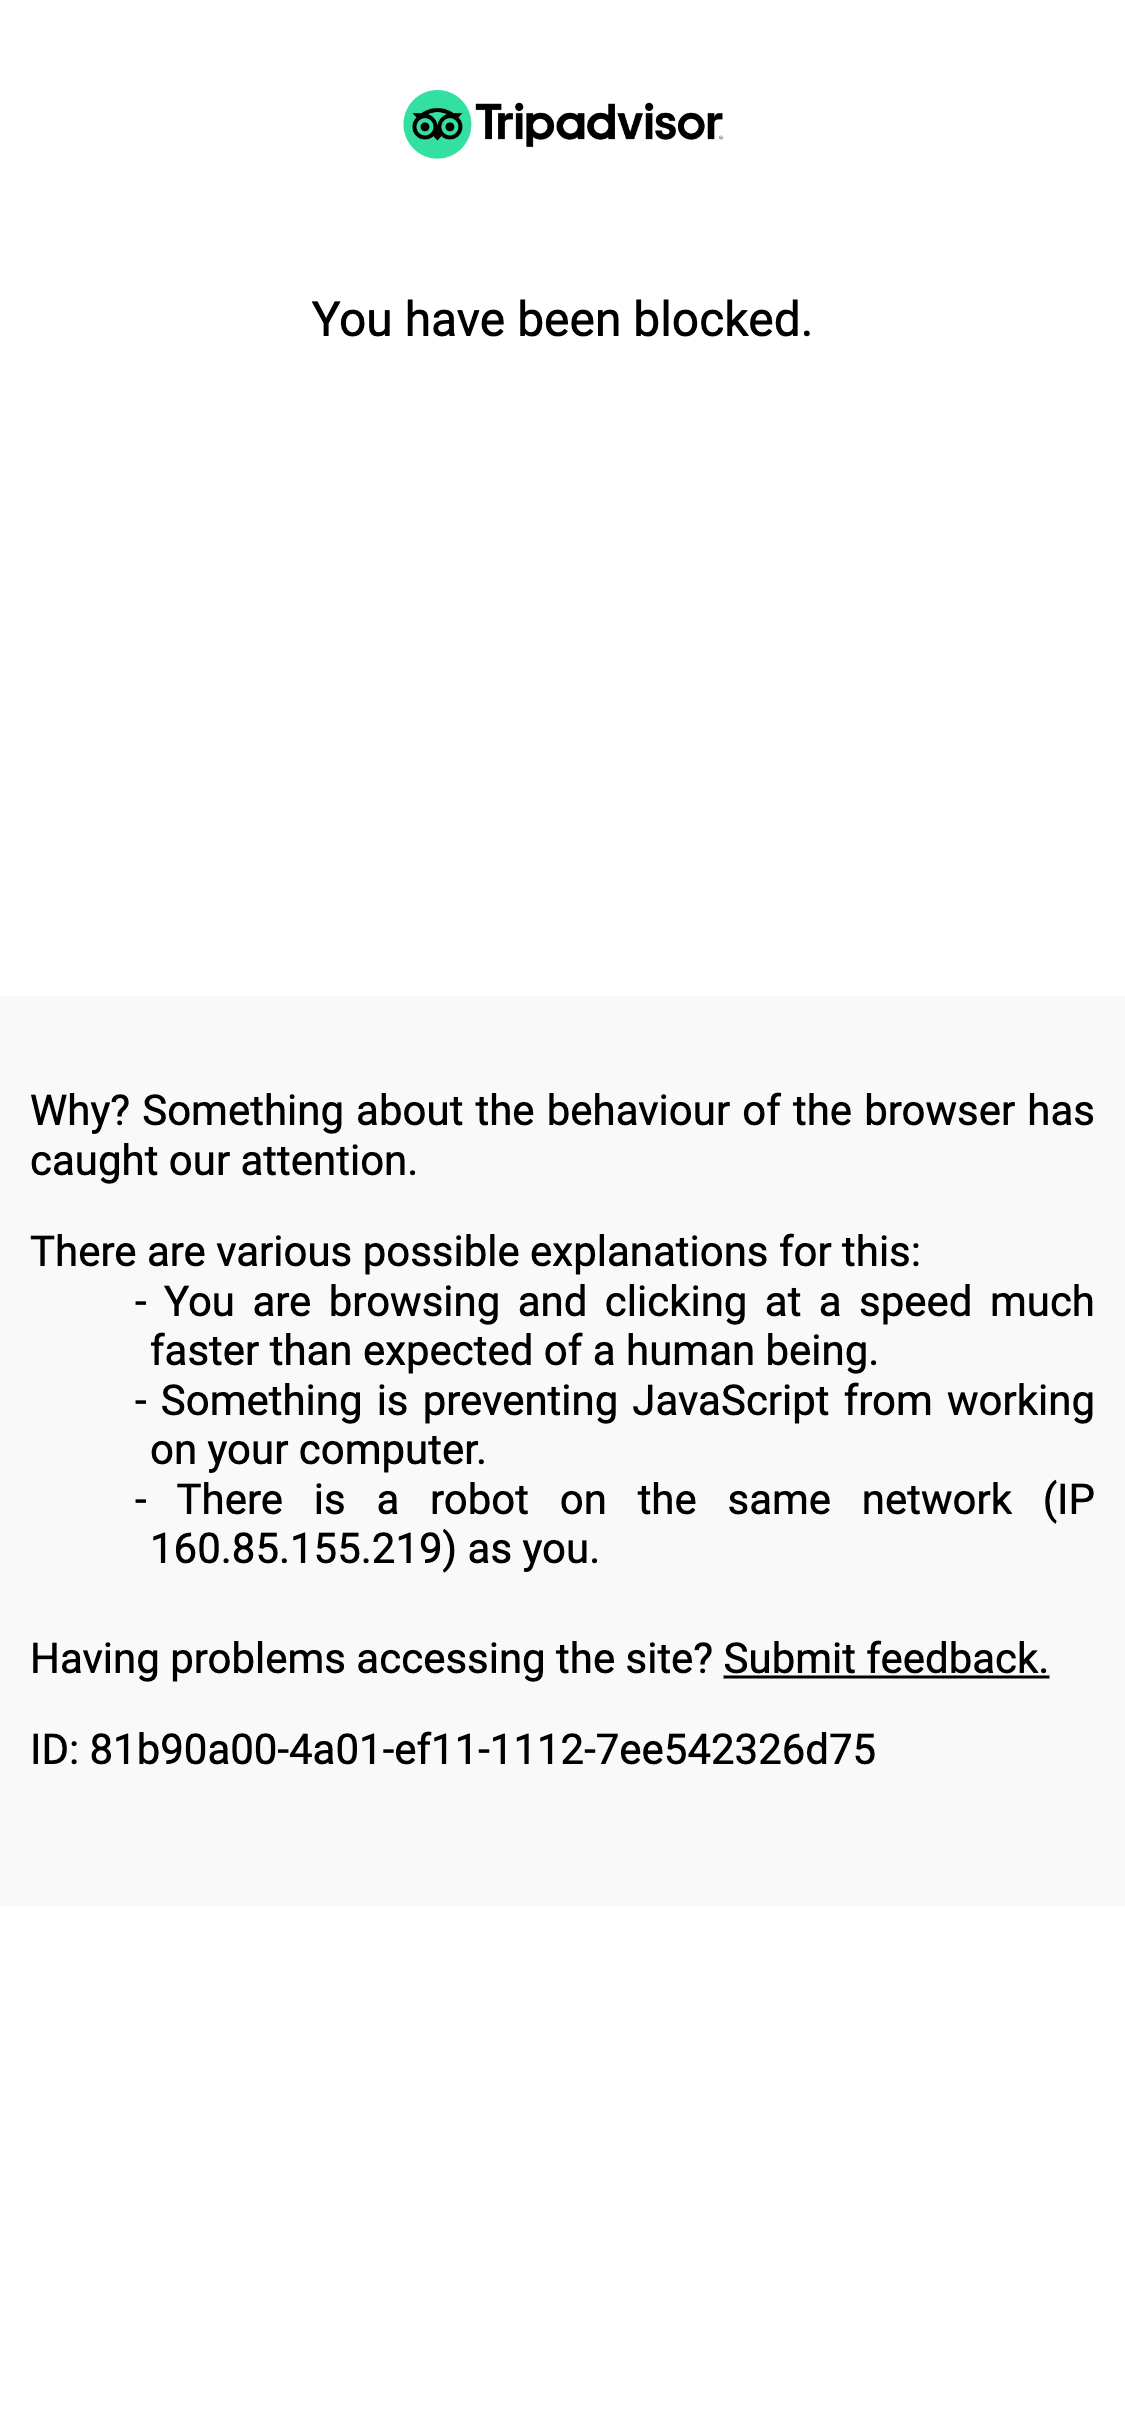 Tripadvisor
You have been blocked.
Why? Something about the behaviour of the browser has
caught our attention.
There are various possible explanations for this:
- You are browsing and clicking at a speed much
faster than expected of a human being.
- Something is preventing JavaScript from working
on your computer.
- There is a robot on the same network (IP
160.85.155.219) as you.
Having problems accessing the site? Submit feedback.
ID: 81b90a00-4a01-ef11-1112-7ee542326d75